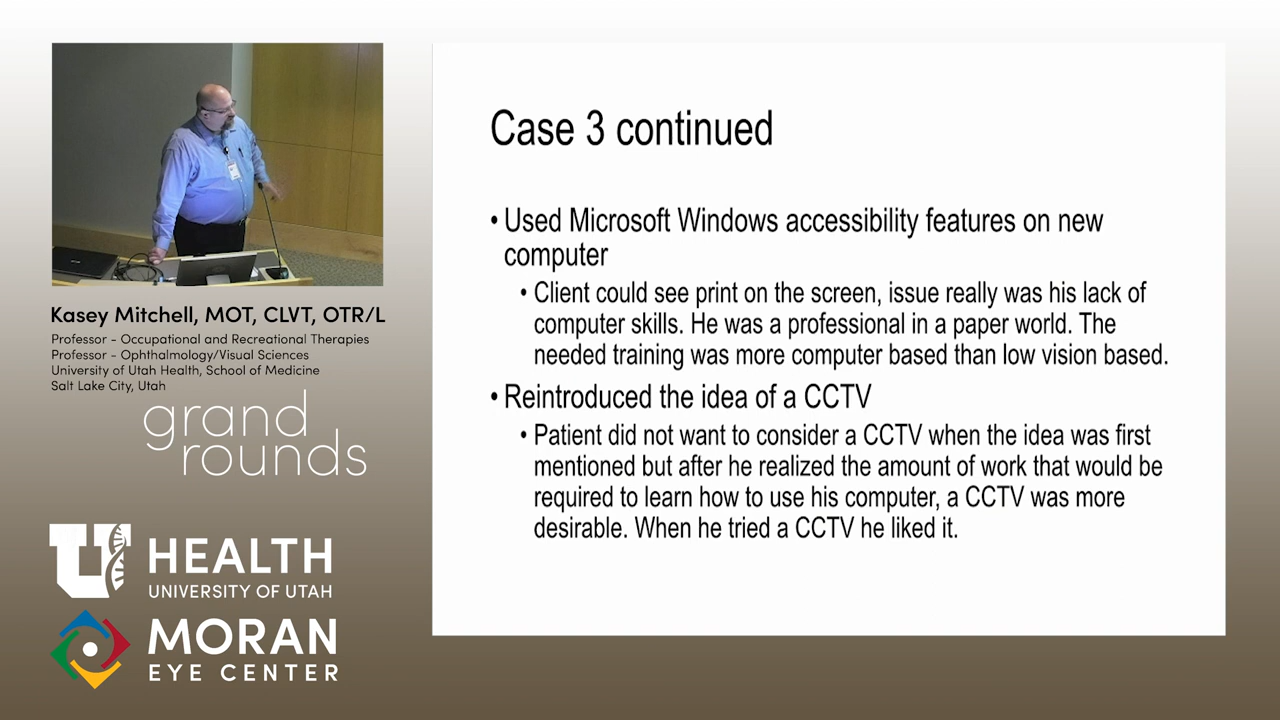 Kasey Mitchell, MOT, CLVT, OTR/L
Professor - Occupational and Recreational Therapies
Professor - Ophthalmology/Visual Sciences
University of Utah Health, School of Medicine
Salt Lake City, Utah
grand
rounds
U HEALTH
UNIVERSITY OF UTAH
MORAN
EYE CENTER
Case 3 continued
• Used Microsoft Windows accessibility features on new
computer
• Client could see print on the screen, issue really was his lack of
computer skills. He was a professional in a paper world. The
needed training was more computer based than low vision based.
• Reintroduced the idea of a CCTV
• Patient did not want to consider a CCTV when the idea was first
mentioned but after he realized the amount of work that would be
required to learn how to use his computer, a CCTV was more
desirable. When he tried a CCTV he liked it.